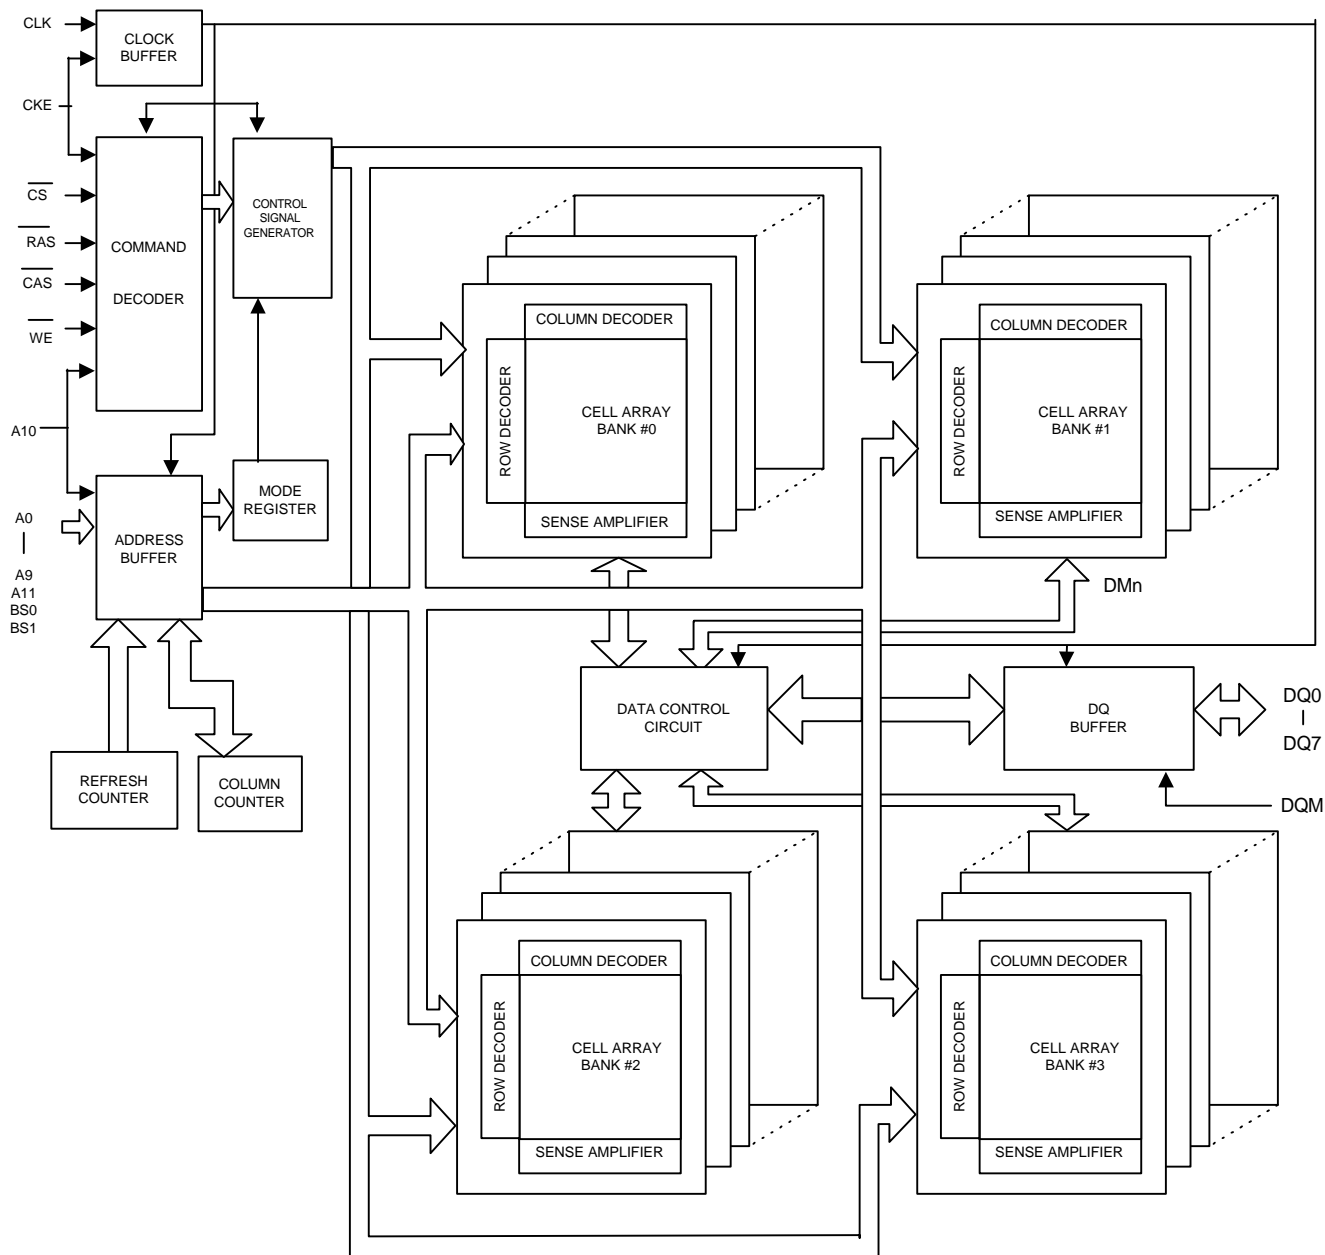 CLK
CLOCK
BUFFER
CKE
CS
RAS
CAS
WE
COMMAND
DECODER
CONTROL
SIGNAL
GENERATOR
A10
MODE
REGISTER
A0
A9
A11
BS0
BS1
ADDRESS
BUFFER
REFRESH
COUNTER
COLUMN
COUNTER
COLUMN DECODER
ROW DECODER
CELL ARRAY
BANK #0
SENSE AMPLIFIER
COLUMN DECODER
ROW DECODER
CELL ARRAY
BANK #1
SENSE AMPLIFIER
DMn
DATA CONTROL
CIRCUIT
DQ
BUFFER
DQ0
DQ7
DQM
COLUMN DECODER
ROW DECODER
CELL ARRAY
BANK #2
SENSE AMPLIFIER
COLUMN DECODER
ROW DECODER
CELL ARRAY
BANK #3
SENSE AMPLIFIER